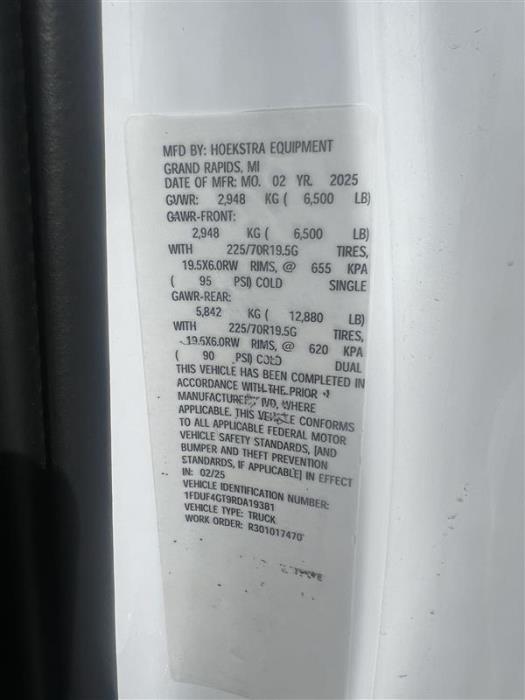 MFD BY: HOEKSTRA EQUIPMENT
GRAND RAPIDS, MI
DATE OF MFR: MO. 02 YR. 2025
GVWR: 2,948 KG ( 6,500 LB)
GAWR-FRONT:
2,948 KG ( 6,500 LB)
WITH 225/70R19.5G TIRES,
19.5X6.0RW RIMS, @ 655 KPA
( 95 PSI) COLD SINGLE
GAWR-REAR:
5,842 KG ( 12,880 LB)
WITH 225/70R19.5G TIRES,
19.5X6.0RW RIMS, @ 620 KPA
( 90 PSI) COLD DUAL
THIS VEHICLE HAS BEEN COMPLETED IN
ACCORDANCE WITH THE PRIOR
MANUFACTURERS' IVD, WHERE
APPLICABLE. THIS VEHICLE CONFORMS
TO ALL APPLICABLE FEDERAL MOTOR
VEHICLE SAFETY STANDARDS, [AND
BUMPER AND THEFT PREVENTION
STANDARDS, IF APPLICABLE] IN EFFECT
IN: 02/25
VEHICLE IDENTIFICATION NUMBER:
1FDUF4GT9RDA19381
VEHICLE TYPE: TRUCK
WORK ORDER: R301017470